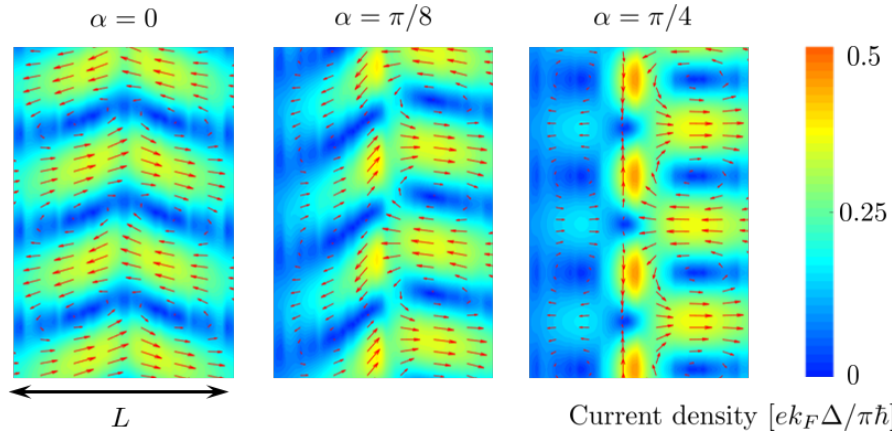 α = 0
α = π/8
α = π/4
0.5
0.25
0
L
Current density [ek_FΔ/πħ]